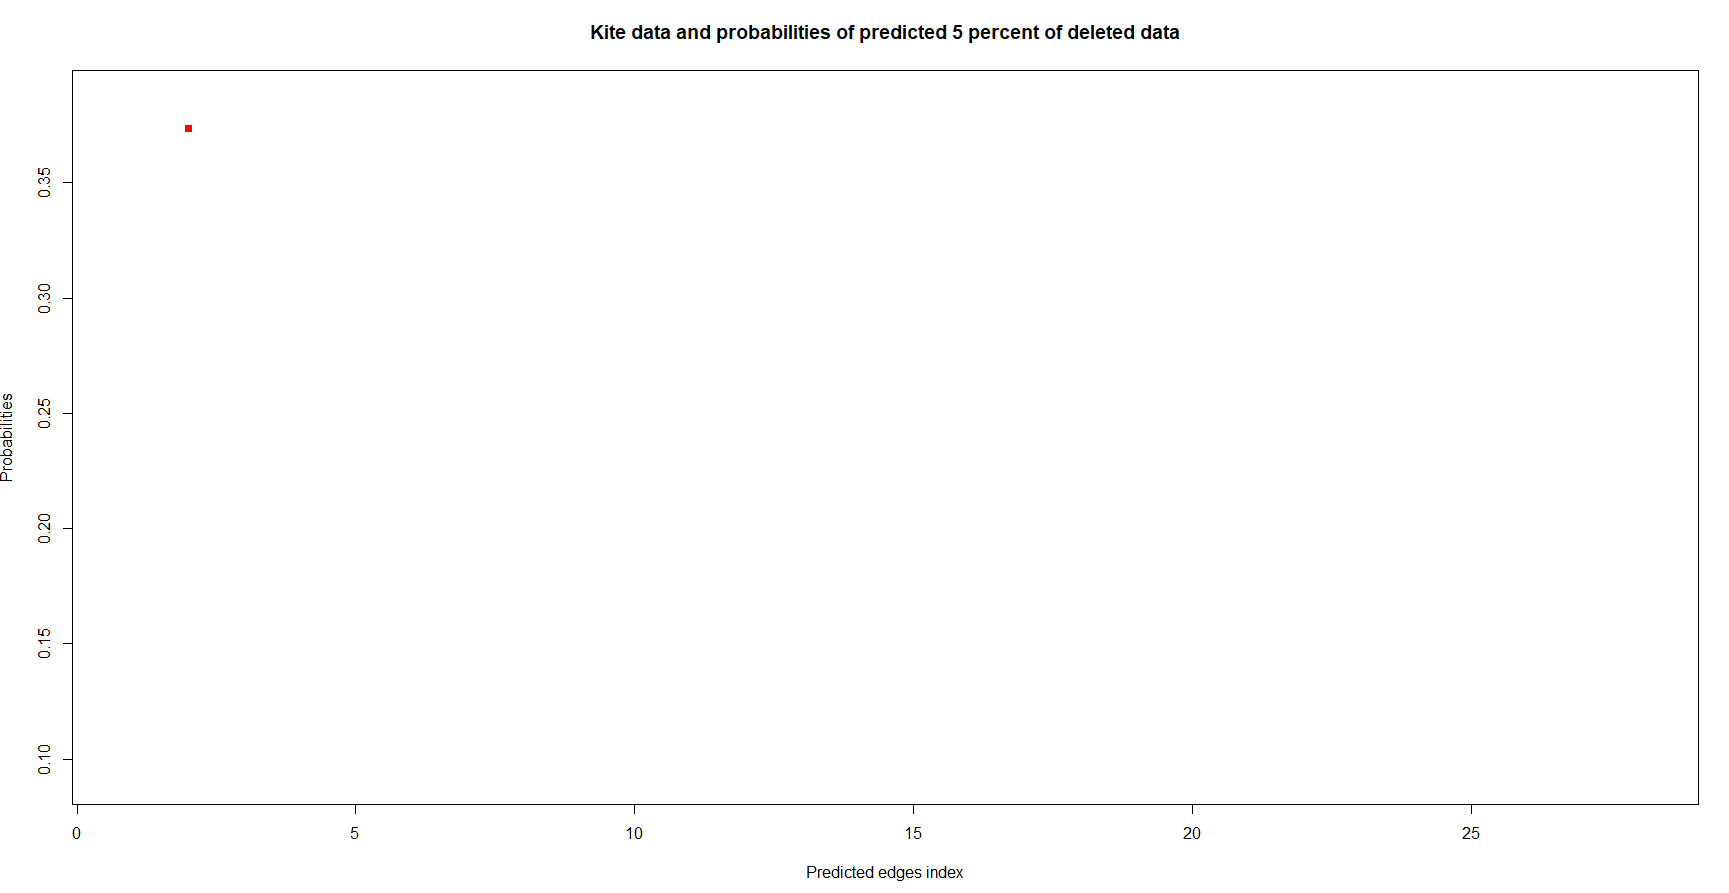 Kite data and probabilities of predicted 5 percent of deleted data
Probabilities
0.35
0.30
0.25
0.20
0.15
0.10
0 5 10 15 20 25
Predicted edges index